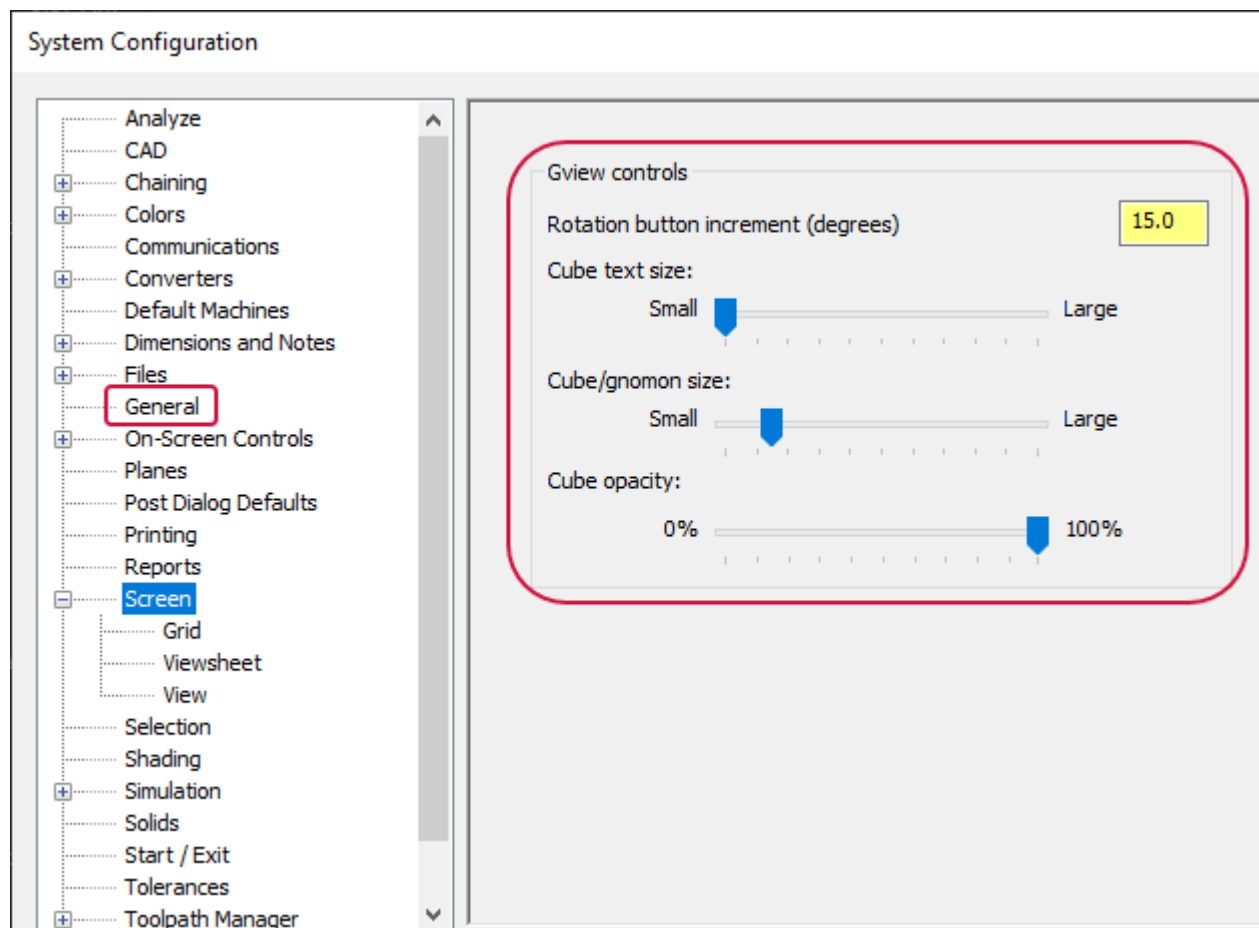 System Configuration
Analyze
CAD
Chaining
Colors
Communications
Converters
Default Machines
Dimensions and Notes
Files
General
On-Screen Controls
Planes
Post Dialog Defaults
Printing
Reports
Screen
Grid
Viewsheet
View
Selection
Shading
Simulation
Solids
Start / Exit
Tolerances
Toolpath Manager
Gview controls
Rotation button increment (degrees) 15.0
Cube text size:
Small Large
Cube/gnomon size:
Small Large
Cube opacity:
0% 100%